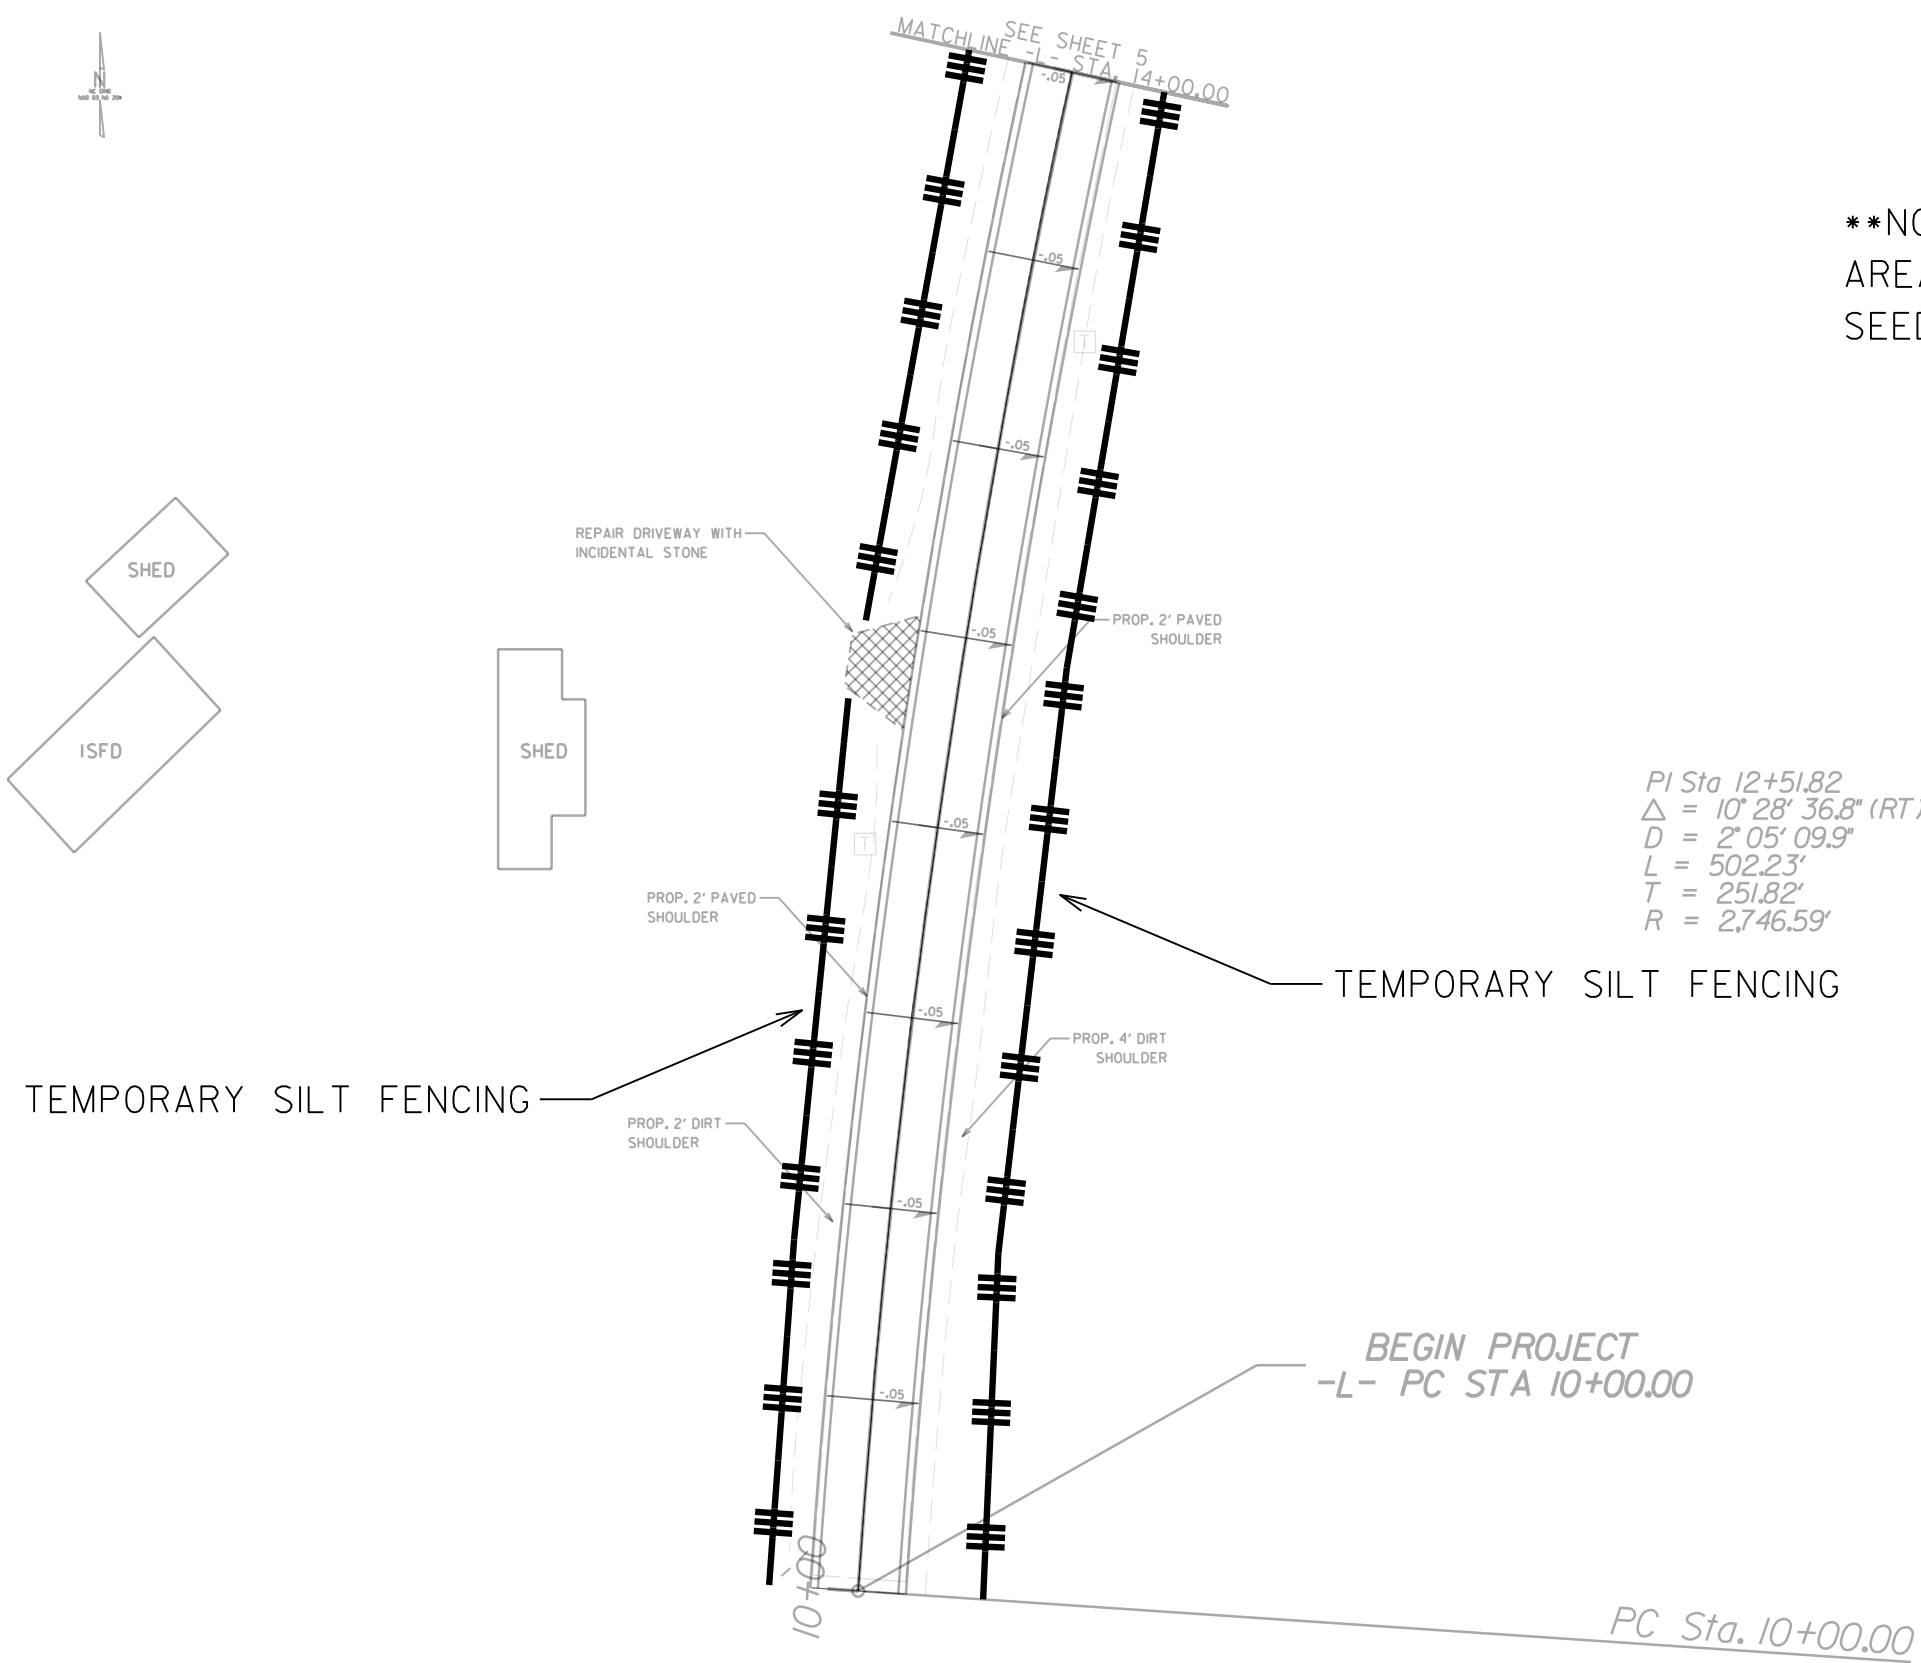 SEE SHEET 5
MATCHLINE -L- STA. 14+00.00
N
-.05
**NO
AREA
SEED
-.05
T
-.05
REPAIR DRIVEWAY WITH
INCIDENTAL STONE
SHED
-.05
PROP. 2' PAVED
SHOULDER
ISFD
SHED
PI Sta 12+51.82
△ = 10° 28' 36.8" (RT)
D = 2° 05' 09.9"
L = 502.23'
T = 251.82'
R = 2,746.59'
-.05
T
PROP. 2' PAVED
SHOULDER
TEMPORARY SILT FENCING
-.05
PROP. 4' DIRT
SHOULDER
TEMPORARY SILT FENCING
PROP. 2' DIRT
SHOULDER
-.05
BEGIN PROJECT
-L- PC STA 10+00.00
-.05
10+00
PC Sta. 10+00.00